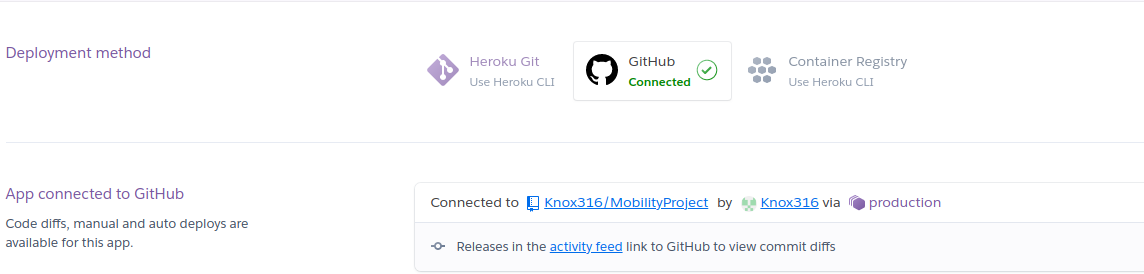 Deployment method
Heroku Git
Use Heroku CLI
GitHub
Connected
Container Registry
Use Heroku CLI
App connected to GitHub
Code diffs, manual and auto deploys are
available for this app.
Connected to Knox316/MobilityProject by Knox316 via production
Releases in the activity feed link to GitHub to view commit diffs